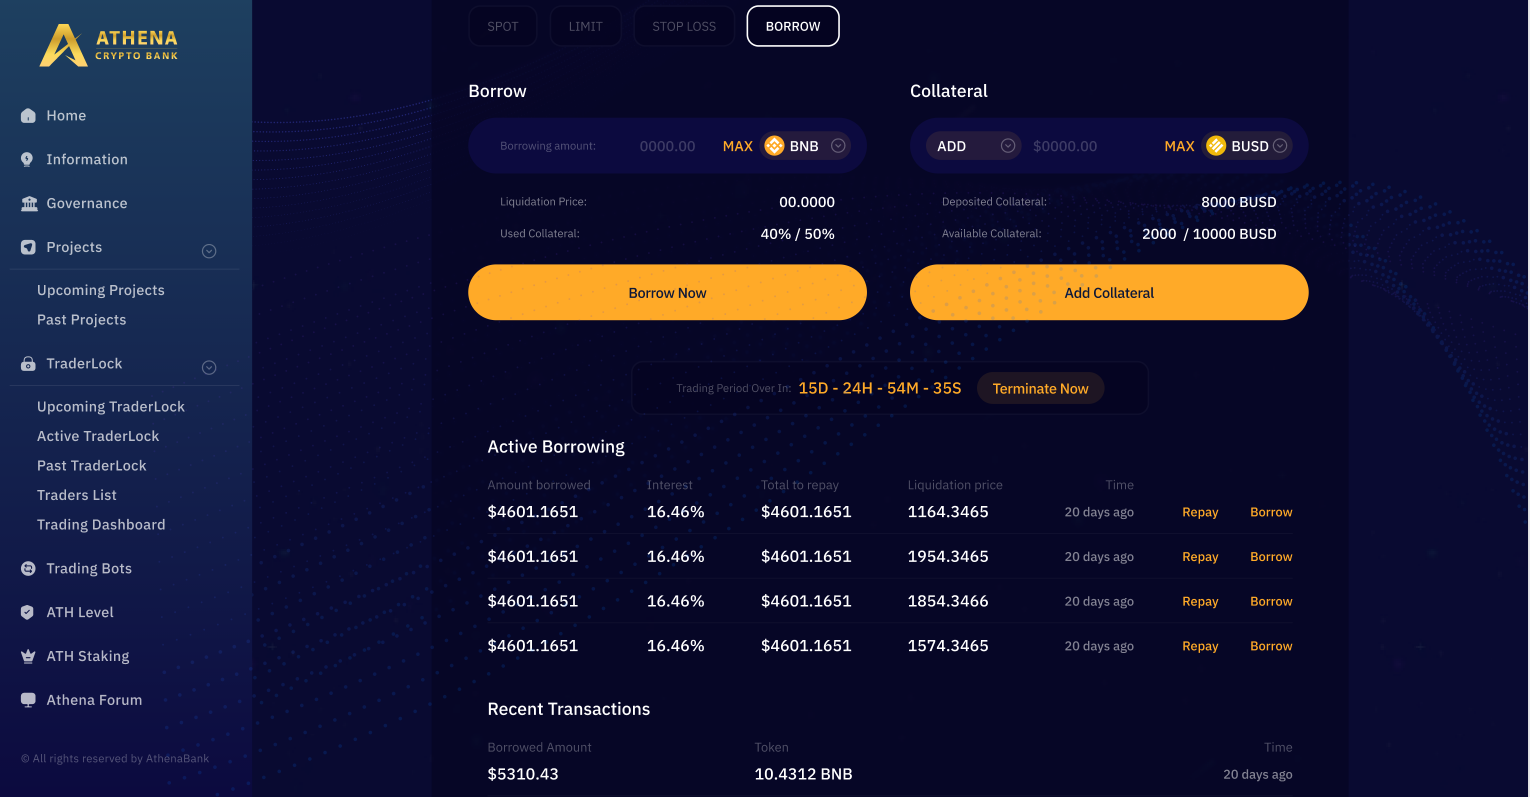 ATHENA
CRYPTO BANK
Home
Information
Governance
Projects
Upcoming Projects
Past Projects
TraderLock
Upcoming TraderLock
Active TraderLock
Past TraderLock
Traders List
Trading Dashboard
Trading Bots
ATH Level
ATH Staking
Athena Forum
© All rights reserved by AthenaBank
SPOT LIMIT STOP LOSS BORROW
Borrow
Borrowing amount: 0000.00 MAX BNB
Liquidation Price: 00.0000
Used Collateral: 40% / 50%
Borrow Now
Collateral
ADD $0000.00 MAX BUSD
Deposited Collateral: 8000 BUSD
Available Collateral: 2000 / 10000 BUSD
Add Collateral
Trading Period Over In: 15D - 24H - 54M - 35S Terminate Now
Active Borrowing
Amount borrowed Interest Total to repay Liquidation price Time
$4601.1651 16.46% $4601.1651 1164.3465 20 days ago Repay Borrow
$4601.1651 16.46% $4601.1651 1954.3465 20 days ago Repay Borrow
$4601.1651 16.46% $4601.1651 1854.3466 20 days ago Repay Borrow
$4601.1651 16.46% $4601.1651 1574.3465 20 days ago Repay Borrow
Recent Transactions
Borrowed Amount Token Time
$5310.43 10.4312 BNB 20 days ago